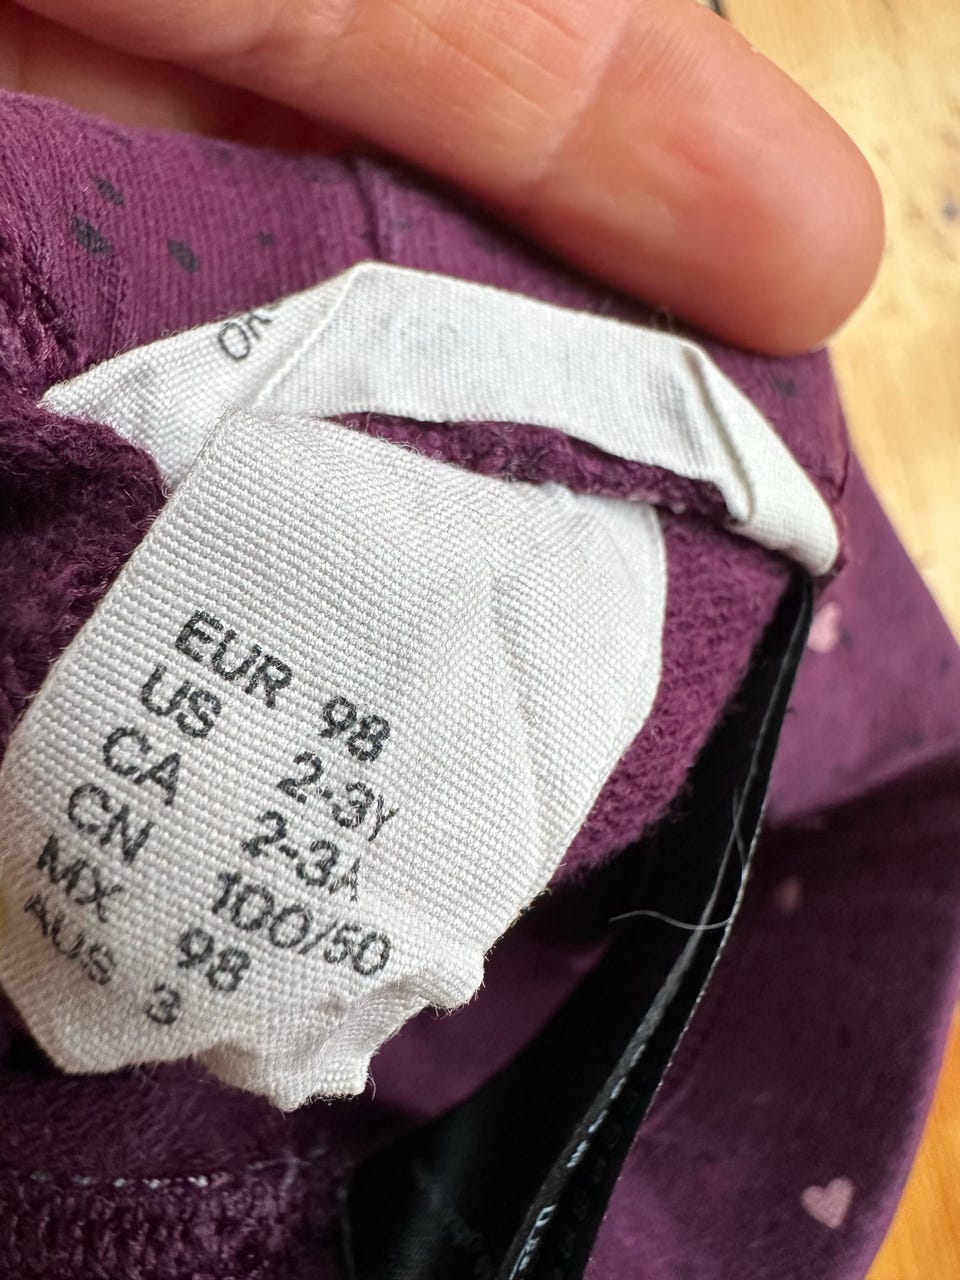 EUR 98
US 2-3Y
CA 2-3A
CN 100/50
MX 98
AUS 3